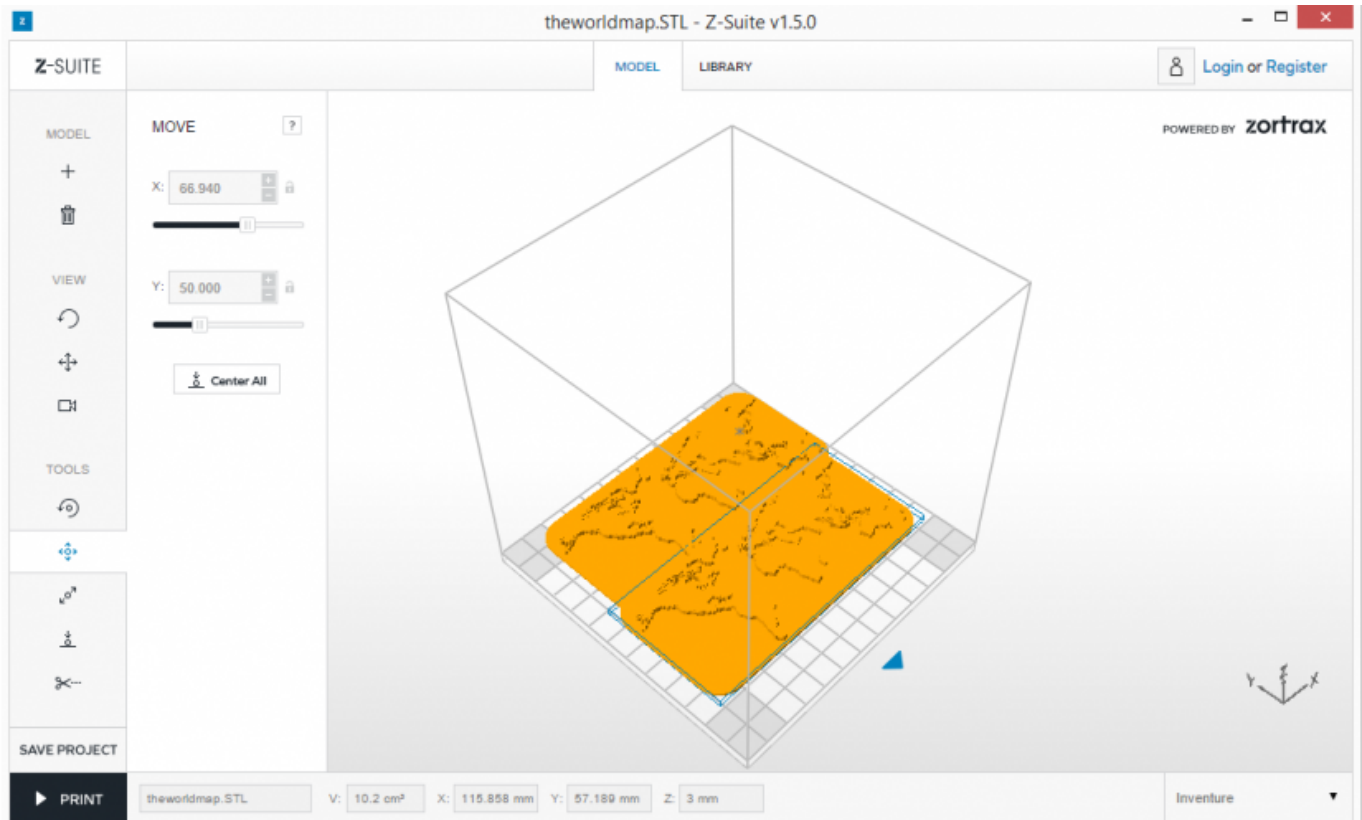 z
theworldmap.STL - Z-Suite v1.5.0
Z-SUITE
MODEL
LIBRARY
Login or Register
MODEL
VIEW
TOOLS
SAVE PROJECT
PRINT
MOVE
?
X: 66.940
Y: 50.000
Center All
POWERED BY zortrax
Y Z X
theworldmap.STL V: 10.2 cm³ X: 115.858 mm Y: 57.189 mm Z: 3 mm
Inventure